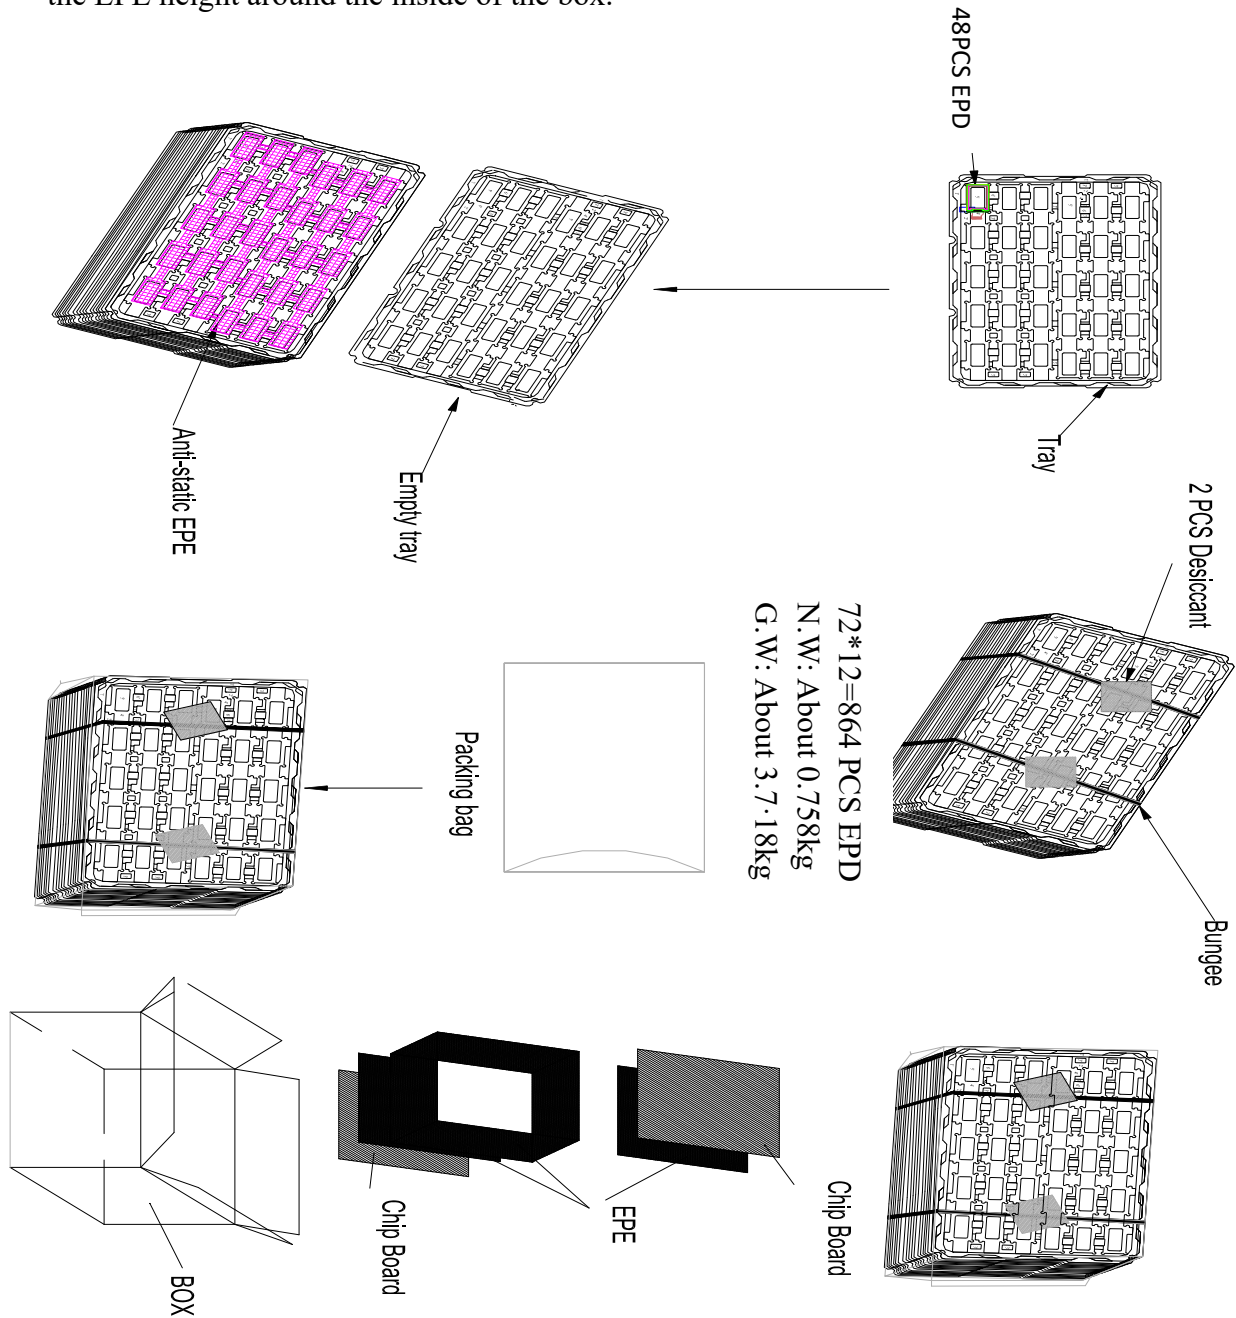 the EPE height around the inside of the box.
48PCS EPD
Tray
Anti-static EPE
Empty tray
2 PCS Desiccant
Bungee
72*12=864 PCS EPD
N.W: About 0.758kg
G.W: About 3.7·18kg
Packing bag
Chip Board
EPE
Chip Board
BOX